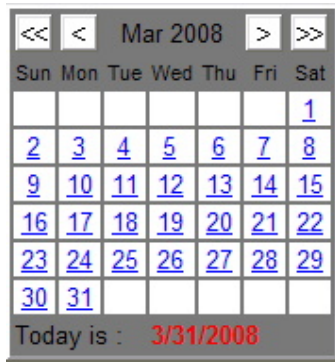 << < Mar 2008 > >>
Sun Mon Tue Wed Thu Fri Sat
1
2 3 4 5 6 7 8
9 10 11 12 13 14 15
16 17 18 19 20 21 22
23 24 25 26 27 28 29
30 31
Today is : 3/31/2008